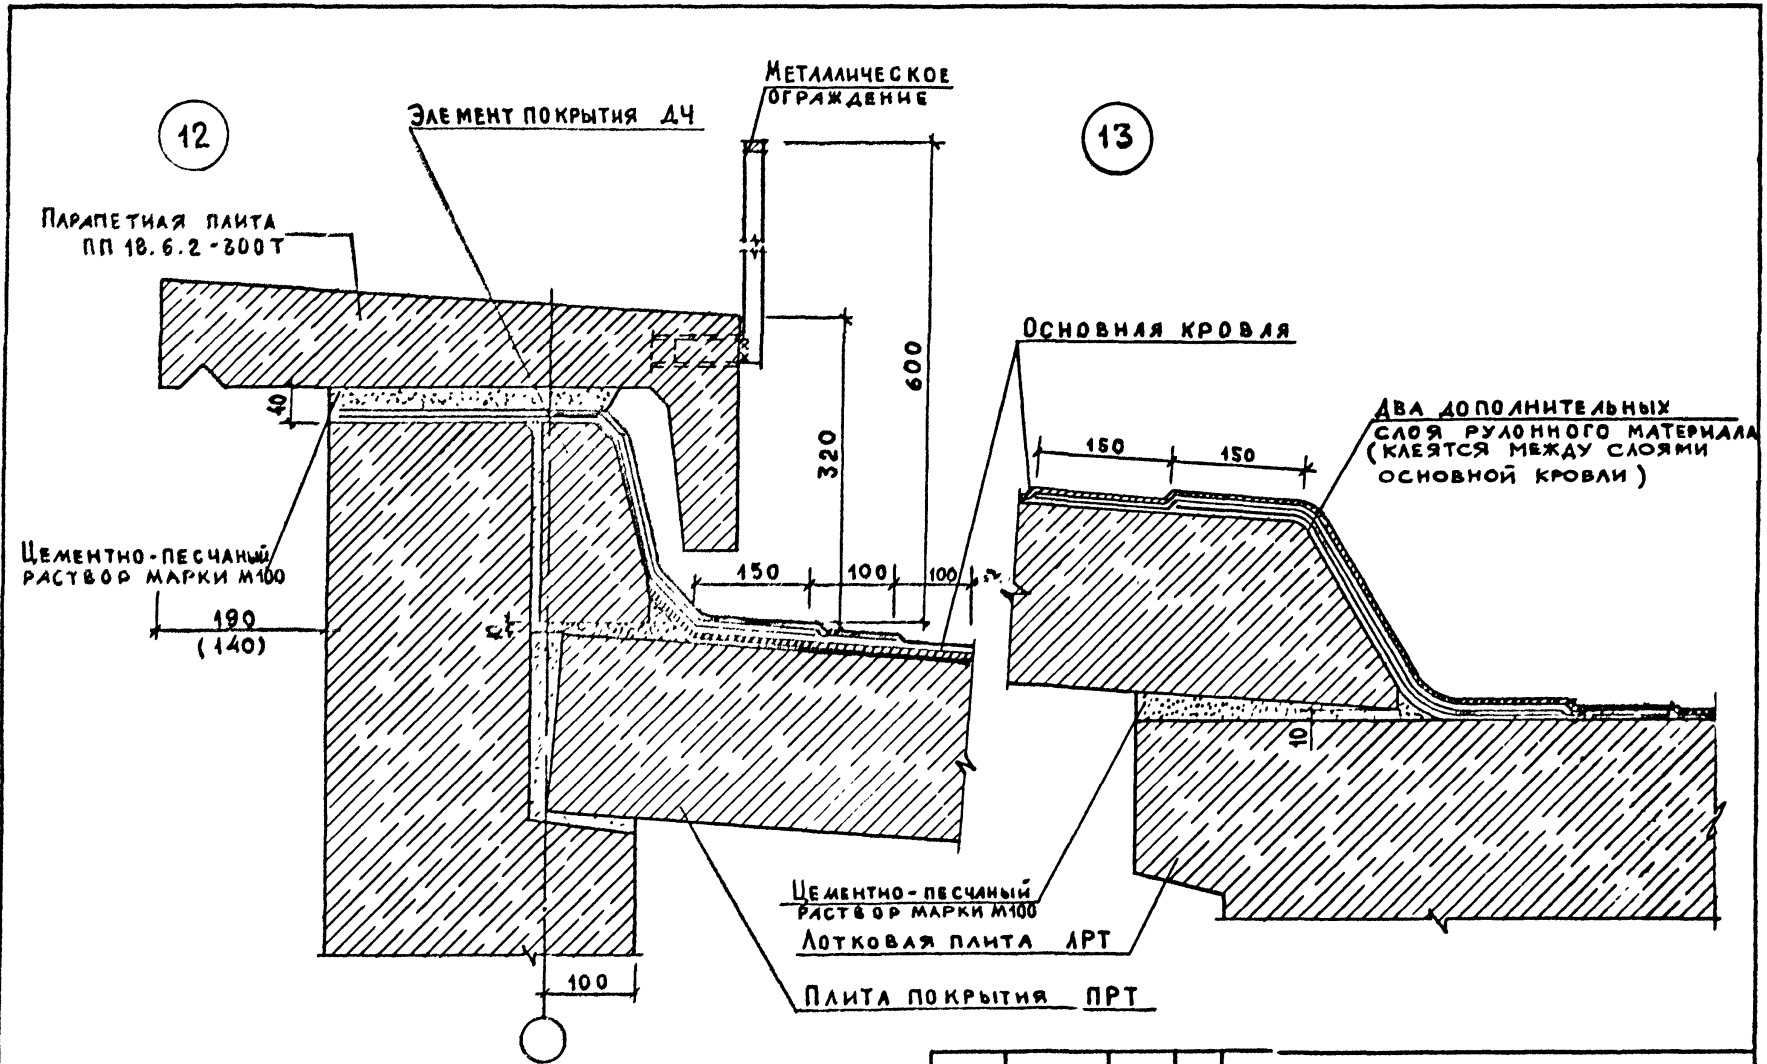 12
Элемент покрытия ДЧ
Металлическое
ограждение
13
Парапетная плита
ПП 18.6.2-300Т
40
600
320
Основная кровля
Два дополнительных
слоя рулонного материала
(клеятся между слоями
основной кровли)
150
150
Цементно-песчаный
раствор марки М100
190
(140)
150
100
100
10
Цементно-песчаный
раствор марки М100
Лотковая плита ЛРТ
Плита покрытия ПРТ
100